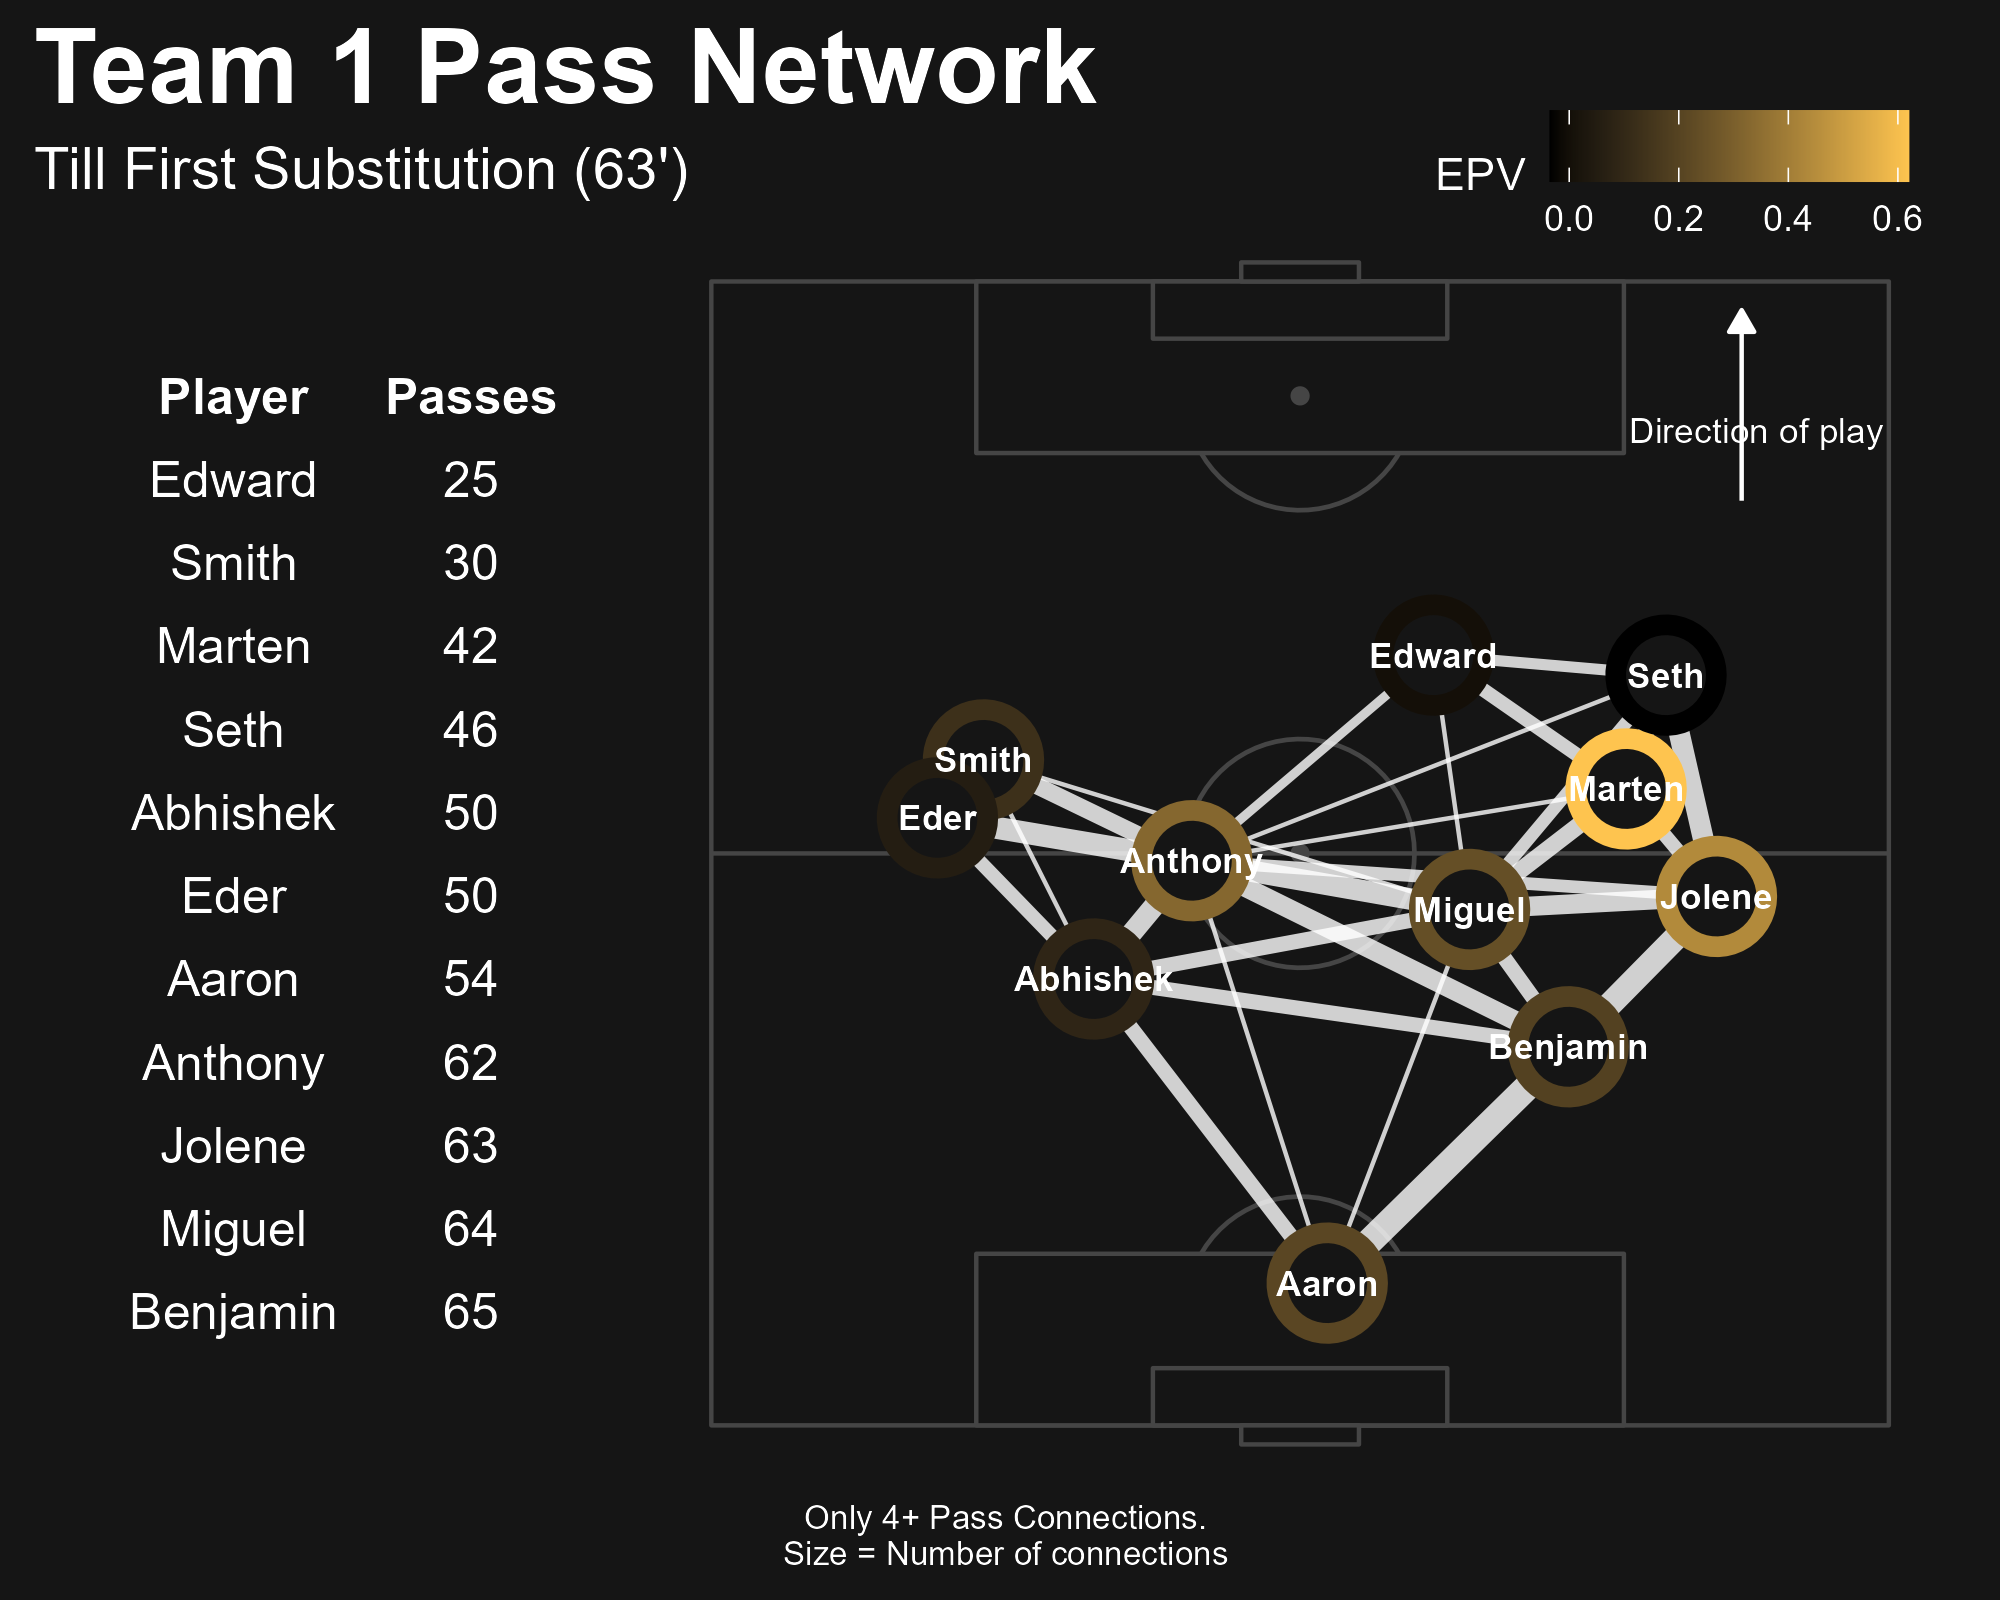 Team 1 Pass Network
Till First Substitution (63')
EPV
0.0 0.2 0.4 0.6
Player Passes
Edward 25
Smith 30
Marten 42
Seth 46
Abhishek 50
Eder 50
Aaron 54
Anthony 62
Jolene 63
Miguel 64
Benjamin 65
Direction of play
Edward
Seth
Smith
Marten
Eder
Anthony
Jolene
Miguel
Abhishek
Benjamin
Aaron
Only 4+ Pass Connections.
Size = Number of connections